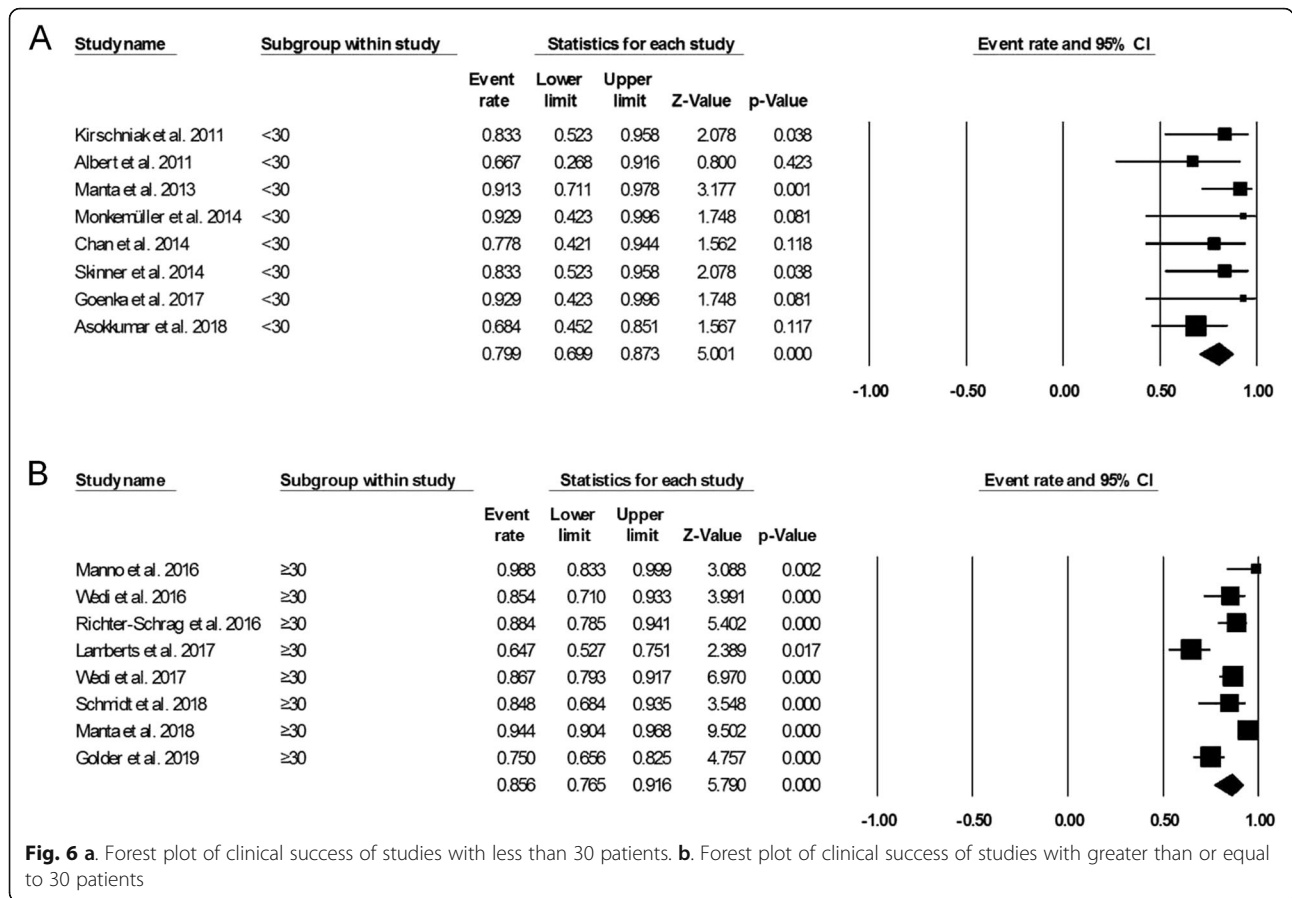 A
Study name Subgroup within study Statistics for each study Event rate and 95% CI
Event rate Lower limit Upper limit Z-Value p-Value
Kirschniak et al. 2011 <30 0.833 0.523 0.958 2.078 0.038
Albert et al. 2011 <30 0.667 0.268 0.916 0.800 0.423
Manta et al. 2013 <30 0.913 0.711 0.978 3.177 0.001
Monkemüller et al. 2014 <30 0.929 0.423 0.996 1.748 0.081
Chan et al. 2014 <30 0.778 0.421 0.944 1.562 0.118
Skinner et al. 2014 <30 0.833 0.523 0.958 2.078 0.038
Goenka et al. 2017 <30 0.929 0.423 0.996 1.748 0.081
Asokkumar et al. 2018 <30 0.684 0.452 0.851 1.567 0.117
0.799 0.699 0.873 5.001 0.000
-1.00 -0.50 0.00 0.50 1.00
B
Study name Subgroup within study Statistics for each study Event rate and 95% CI
Event rate Lower limit Upper limit Z-Value p-Value
Manno et al. 2016 ≥30 0.988 0.833 0.999 3.088 0.002
Wedi et al. 2016 ≥30 0.854 0.710 0.933 3.991 0.000
Richter-Schrag et al. 2016 ≥30 0.884 0.785 0.941 5.402 0.000
Lamberts et al. 2017 ≥30 0.647 0.527 0.751 2.389 0.017
Wedi et al. 2017 ≥30 0.867 0.793 0.917 6.970 0.000
Schmidt et al. 2018 ≥30 0.848 0.684 0.935 3.548 0.000
Manta et al. 2018 ≥30 0.944 0.904 0.968 9.502 0.000
Golder et al. 2019 ≥30 0.750 0.656 0.825 4.757 0.000
0.856 0.765 0.916 5.790 0.000
-1.00 -0.50 0.00 0.50 1.00
Fig. 6 a. Forest plot of clinical success of studies with less than 30 patients. b. Forest plot of clinical success of studies with greater than or equal
to 30 patients